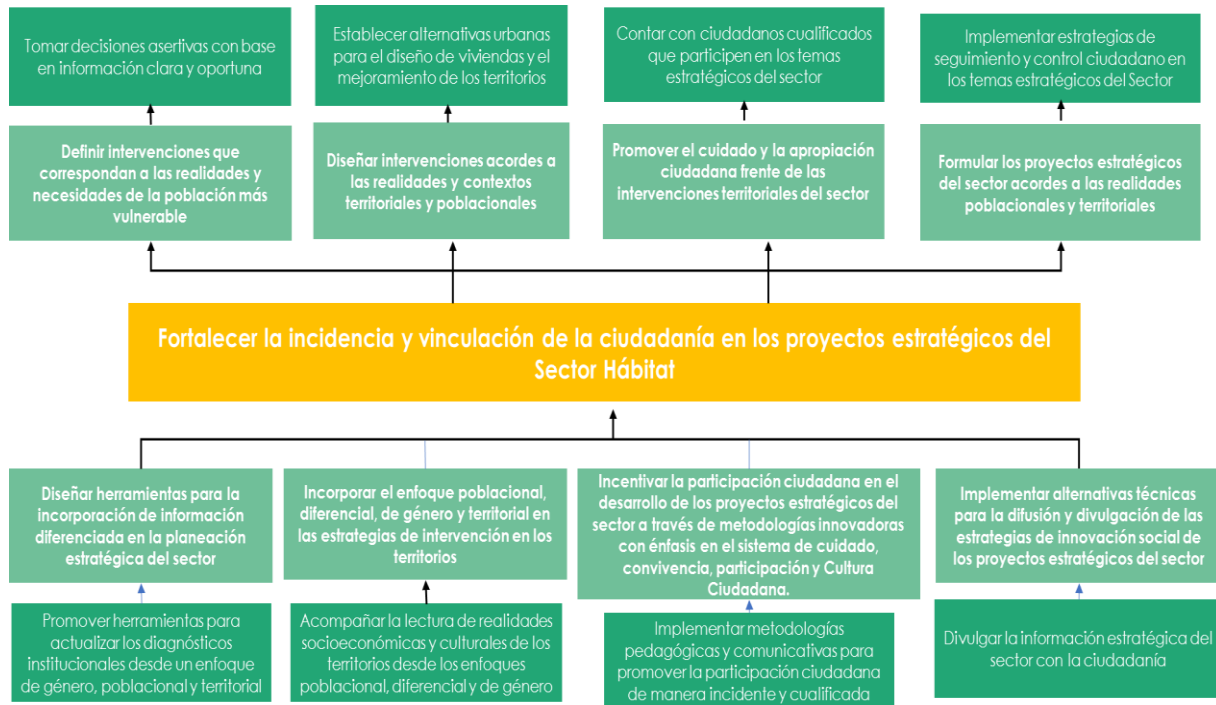 Tomar decisiones asertivas con base
en información clara y oportuna
Establecer alternativas urbanas
para el diseño de viviendas y el
mejoramiento de los territorios
Contar con ciudadanos cualificados
que participen en los temas
estratégicos del sector
Implementar estrategias de
seguimiento y control ciudadano en
los temas estratégicos del Sector
Definir intervenciones que
correspondan a las realidades y
necesidades de la población más
vulnerable
Diseñar intervenciones acordes a
las realidades y contextos
territoriales y poblacionales
Promover el cuidado y la apropiación
ciudadana frente de las
intervenciones territoriales del sector
Formular los proyectos estratégicos
del sector acordes a las realidades
poblacionales y territoriales
Fortalecer la incidencia y vinculación de la ciudadanía en los proyectos estratégicos del
Sector Hábitat
Diseñar herramientas para la
incorporación de información
diferenciada en la planeación
estratégica del sector
Incorporar el enfoque poblacional,
diferencial, de género y territorial en
las estrategias de intervención en los
territorios
Incentivar la participación ciudadana en el
desarrollo de los proyectos estratégicos del
sector a través de metodologías innovadoras
con énfasis en el sistema de cuidado,
convivencia, participación y Cultura
Ciudadana.
Implementar alternativas técnicas
para la difusión y divulgación de las
estrategias de innovación social de
los proyectos estratégicos del sector
Promover herramientas para
actualizar los diagnósticos
institucionales desde un enfoque
de género, poblacional y territorial
Acompañar la lectura de realidades
socioeconómicas y culturales de los
territorios desde los enfoques
poblacional, diferencial y de género
Implementar metodologías
pedagógicas y comunicativas para
promover la participación ciudadana
de manera incidente y cualificada
Divulgar la información estratégica del
sector con la ciudadanía